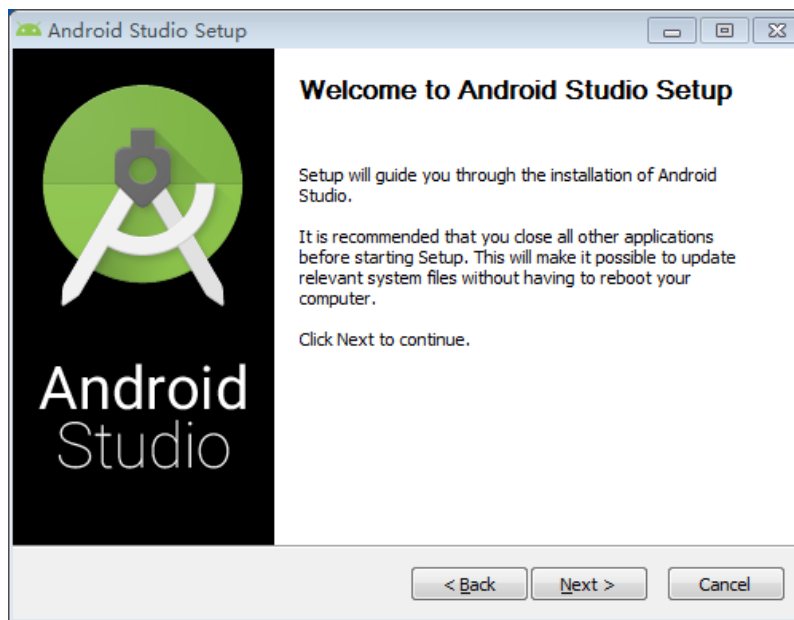 Android Studio Setup
Welcome to Android Studio Setup
Setup will guide you through the installation of Android
Studio.
It is recommended that you close all other applications
before starting Setup. This will make it possible to update
relevant system files without having to reboot your
computer.
Click Next to continue.
Android
Studio
< Back
Next >
Cancel